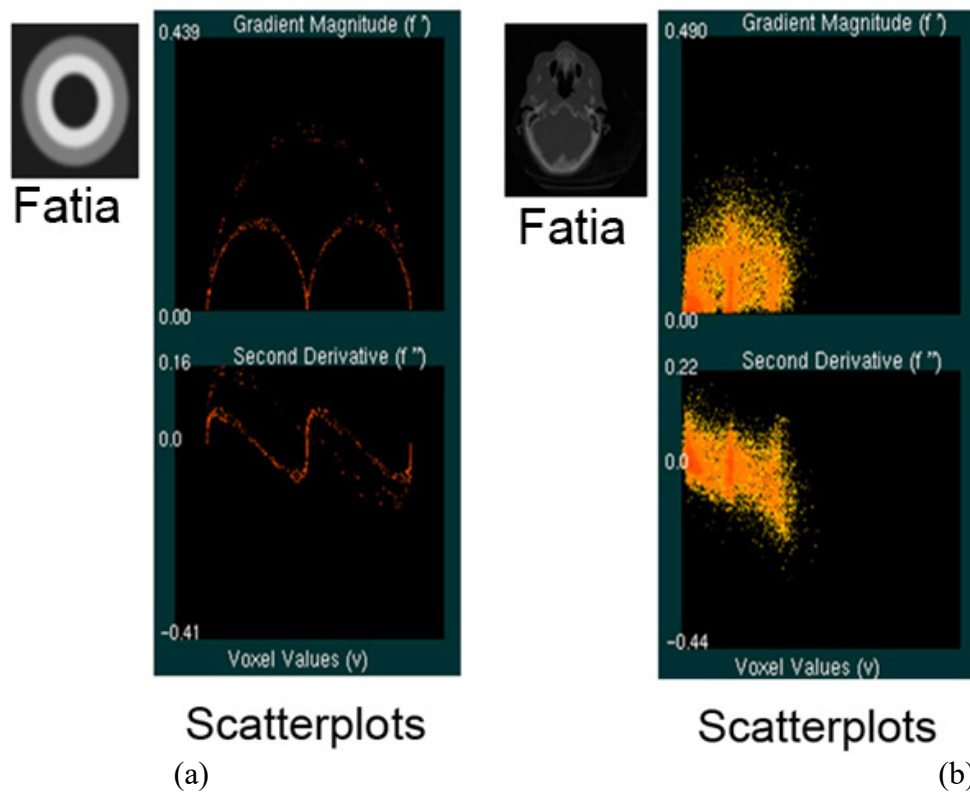 Gradient Magnitude (f ')
0.439
Fatia
0.00
0.16
Second Derivative (f '')
0.0
−0.41
Voxel Values (v)
Scatterplots
(a)
Gradient Magnitude (f ')
0.490
Fatia
0.00
Second Derivative (f '')
0.22
0.0
−0.44
Voxel Values (v)
Scatterplots
(b)